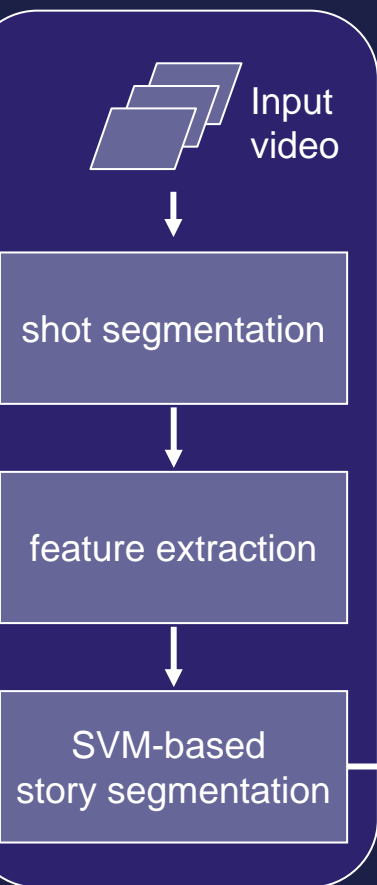 Input
video
shot segmentation
feature extraction
SVM-based
story segmentation